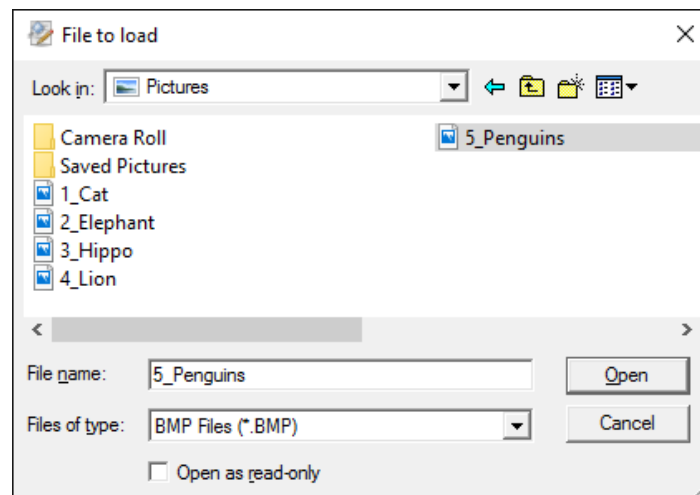 File to load
Look in: Pictures
Camera Roll
Saved Pictures
1_Cat
2_Elephant
3_Hippo
4_Lion
5_Penguins
File name: 5_Penguins Open
Files of type: BMP Files (*.BMP) Cancel
Open as read-only